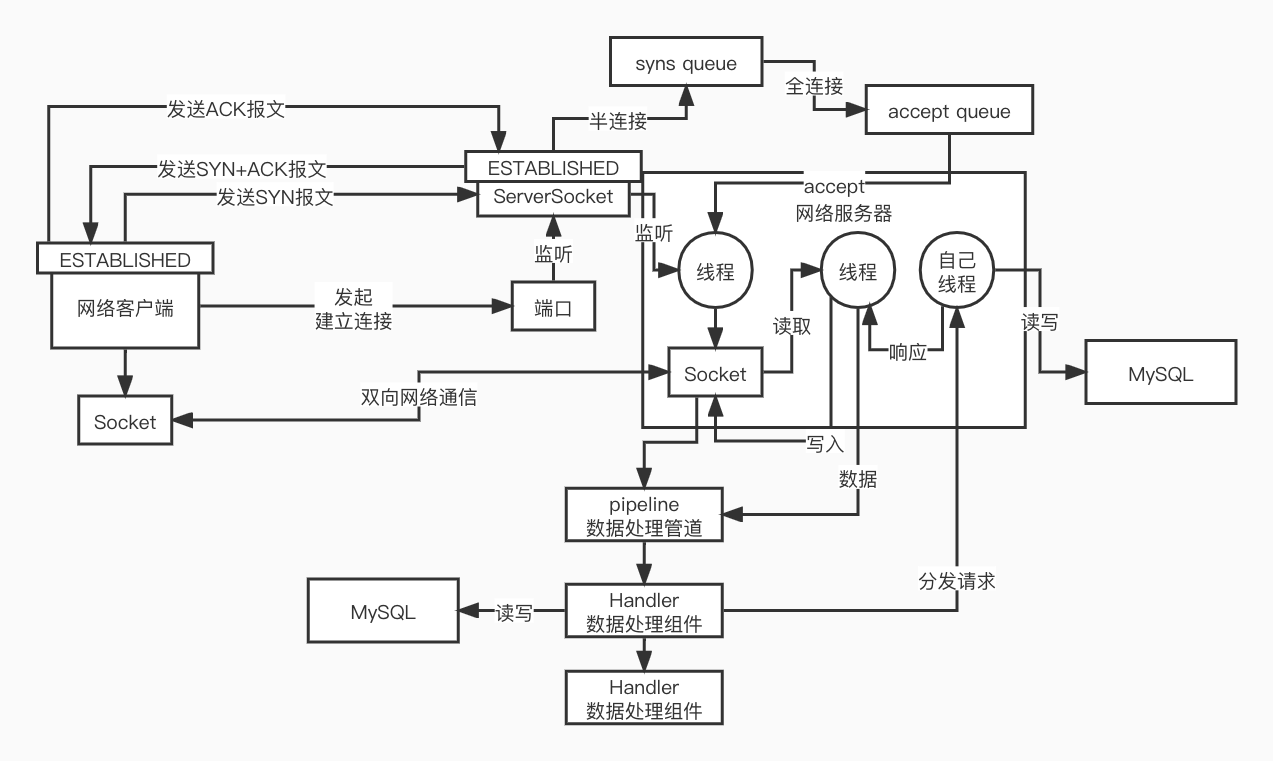 syns queue
全连接
accept queue
发送ACK报文
半连接
发送SYN+ACK报文
ESTABLISHED
发送SYN报文
ServerSocket
accept
网络服务器
监听
监听
ESTABLISHED
网络客户端
发起
建立连接
端口
线程
线程
自己
线程
读取
响应
读写
MySQL
Socket
双向网络通信
Socket
写入
数据
pipeline
数据处理管道
分发请求
MySQL
读写
Handler
数据处理组件
Handler
数据处理组件